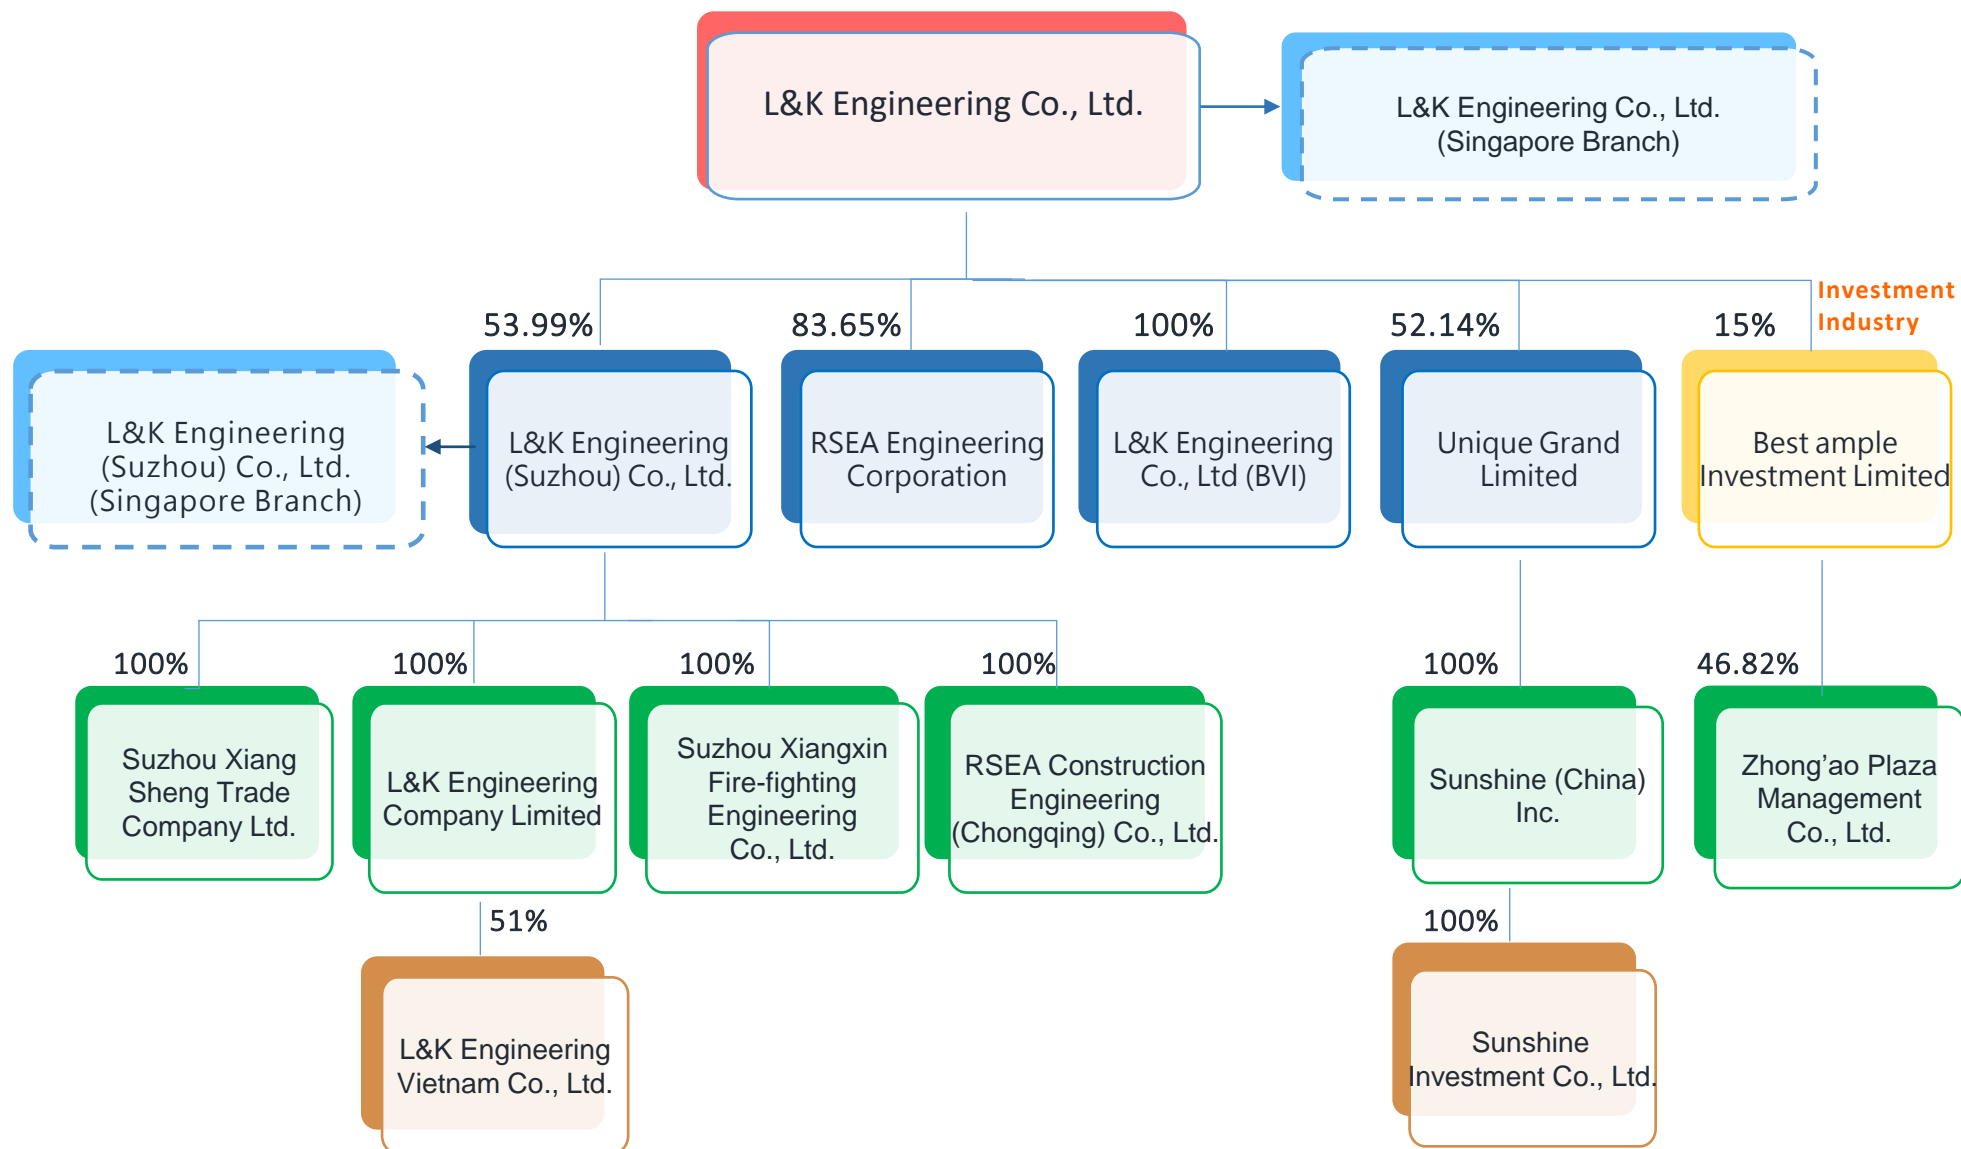 L&K Engineering Co., Ltd.
L&K Engineering Co., Ltd.
(Singapore Branch)
Investment
Industry
53.99%
83.65%
100%
52.14%
15%
L&K Engineering
(Suzhou) Co., Ltd.
(Singapore Branch)
L&K Engineering
(Suzhou) Co., Ltd.
RSEA Engineering
Corporation
L&K Engineering
Co., Ltd (BVI)
Unique Grand
Limited
Best ample
Investment Limited
100%
100%
100%
100%
100%
46.82%
Suzhou Xiang
Sheng Trade
Company Ltd.
L&K Engineering
Company Limited
Suzhou Xiangxin
Fire-fighting
Engineering
Co., Ltd.
RSEA Construction
Engineering
(Chongqing) Co., Ltd.
Sunshine (China)
Inc.
Zhong’ao Plaza
Management
Co., Ltd.
51%
100%
L&K Engineering
Vietnam Co., Ltd.
Sunshine
Investment Co., Ltd.